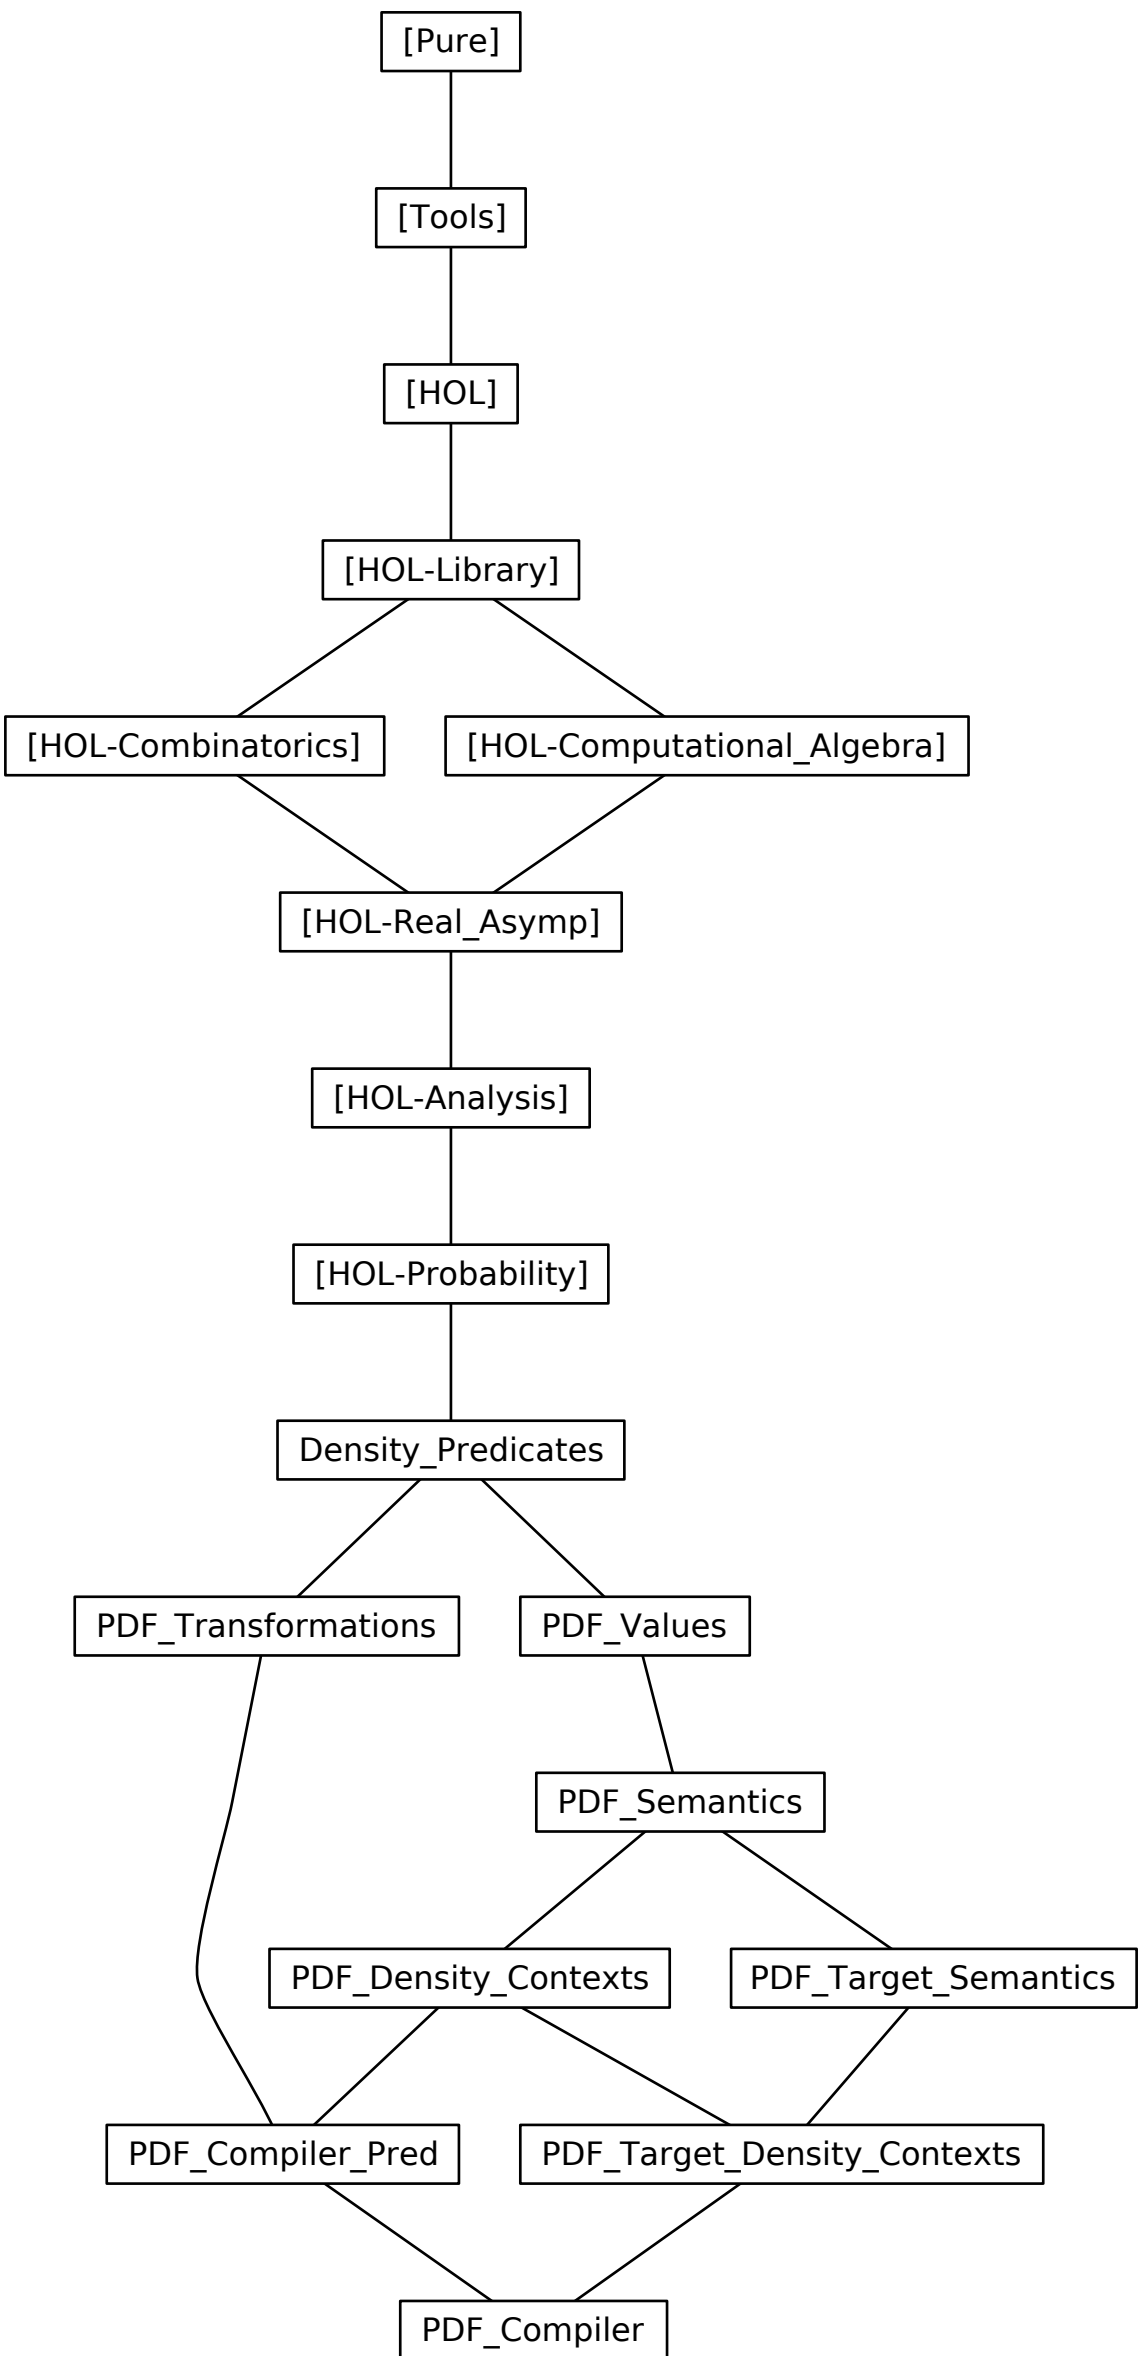 [Pure]
[Tools]
[HOL]
[HOL-Library]
[HOL-Combinatorics]
[HOL-Computational_Algebra]
[HOL-Real_Asymp]
[HOL-Analysis]
[HOL-Probability]
Density_Predicates
PDF_Transformations
PDF_Values
PDF_Semantics
PDF_Density_Contexts
PDF_Target_Semantics
PDF_Compiler_Pred
PDF_Target_Density_Contexts
PDF_Compiler